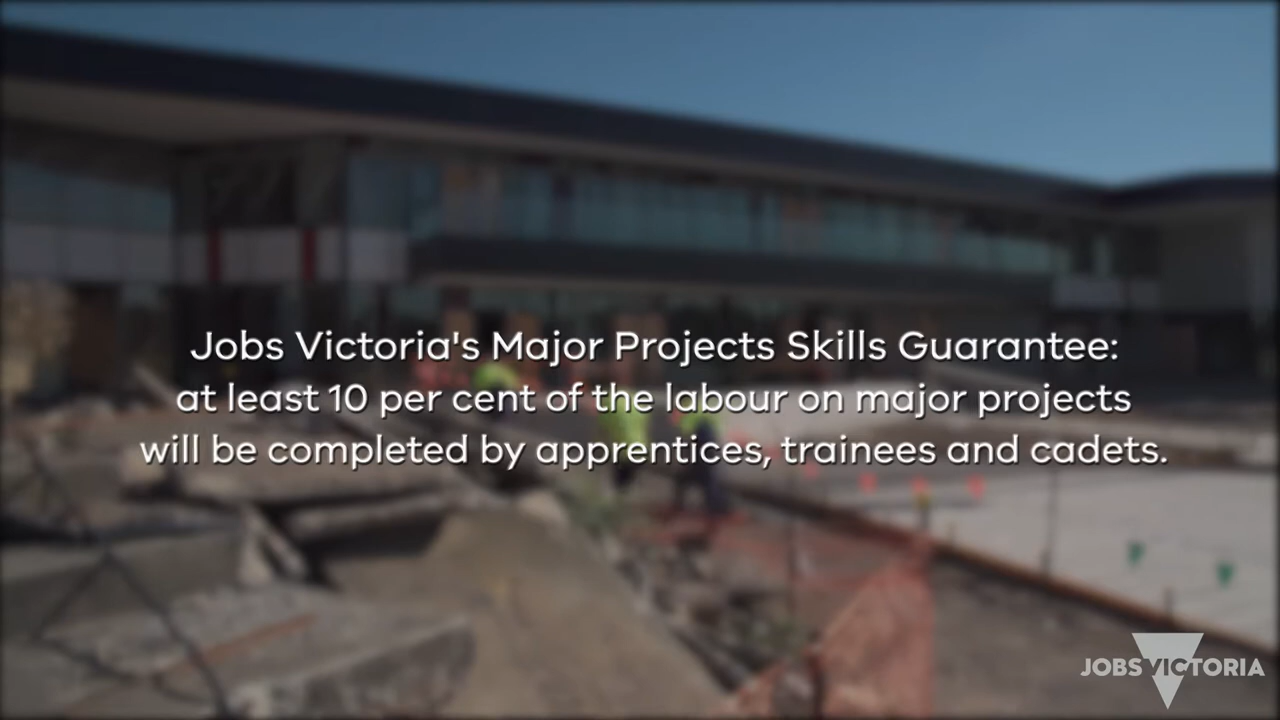 Jobs Victoria's Major Projects Skills Guarantee:
at least 10 per cent of the labour on major projects
will be completed by apprentices, trainees and cadets.
JOBS VICTORIA